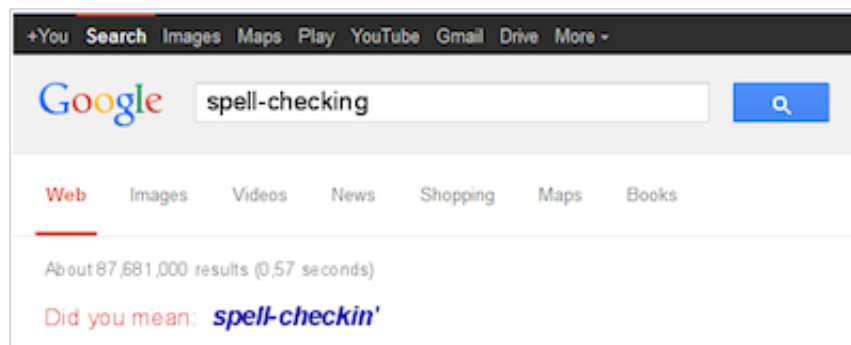 +You Search Images Maps Play YouTube Gmail Drive More
Google spell-checking
Web Images Videos News Shopping Maps Books
About 87,681,000 results (0,57 seconds)
Did you mean: spell-checkin'